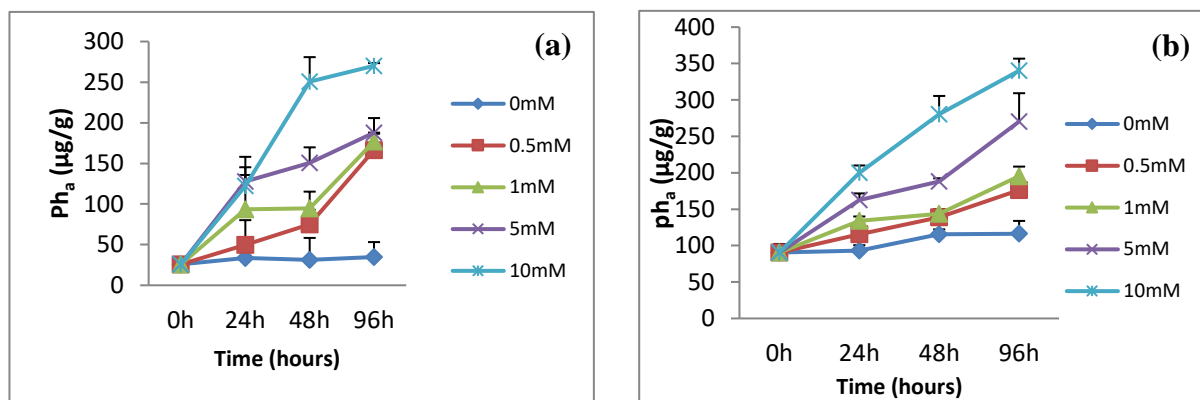 (a)
300
250
200
150
100
50
0
Ph_a (µg/g)
0h 24h 48h 96h
Time (hours)
0mM
0.5mM
1mM
5mM
10mM
(b)
400
350
300
250
200
150
100
50
0
ph_a (µg/g)
0h 24h 48h 96h
Time (hours)
0mM
0.5mM
1mM
5mM
10mM